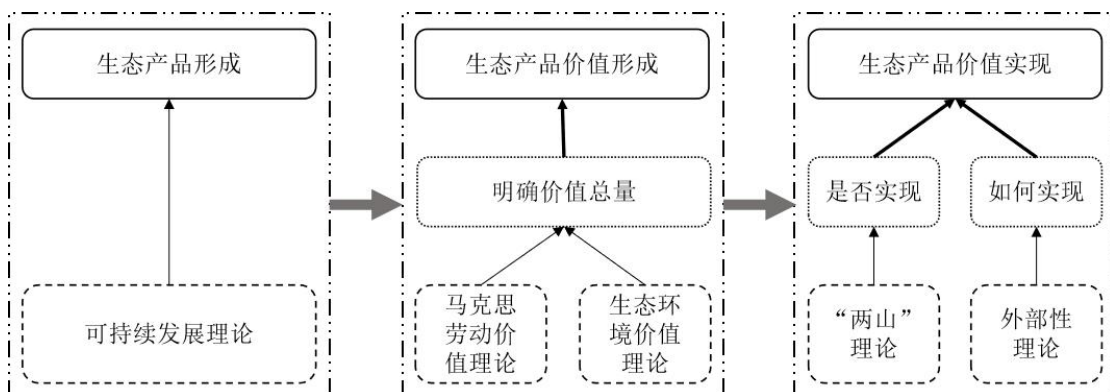 生态产品形成
生态产品价值形成
生态产品价值实现
明确价值总量
是否实现
如何实现
可持续发展理论
马克思
劳动价
值理论
生态环
境价值
理论
“两山”
理论
外部性
理论